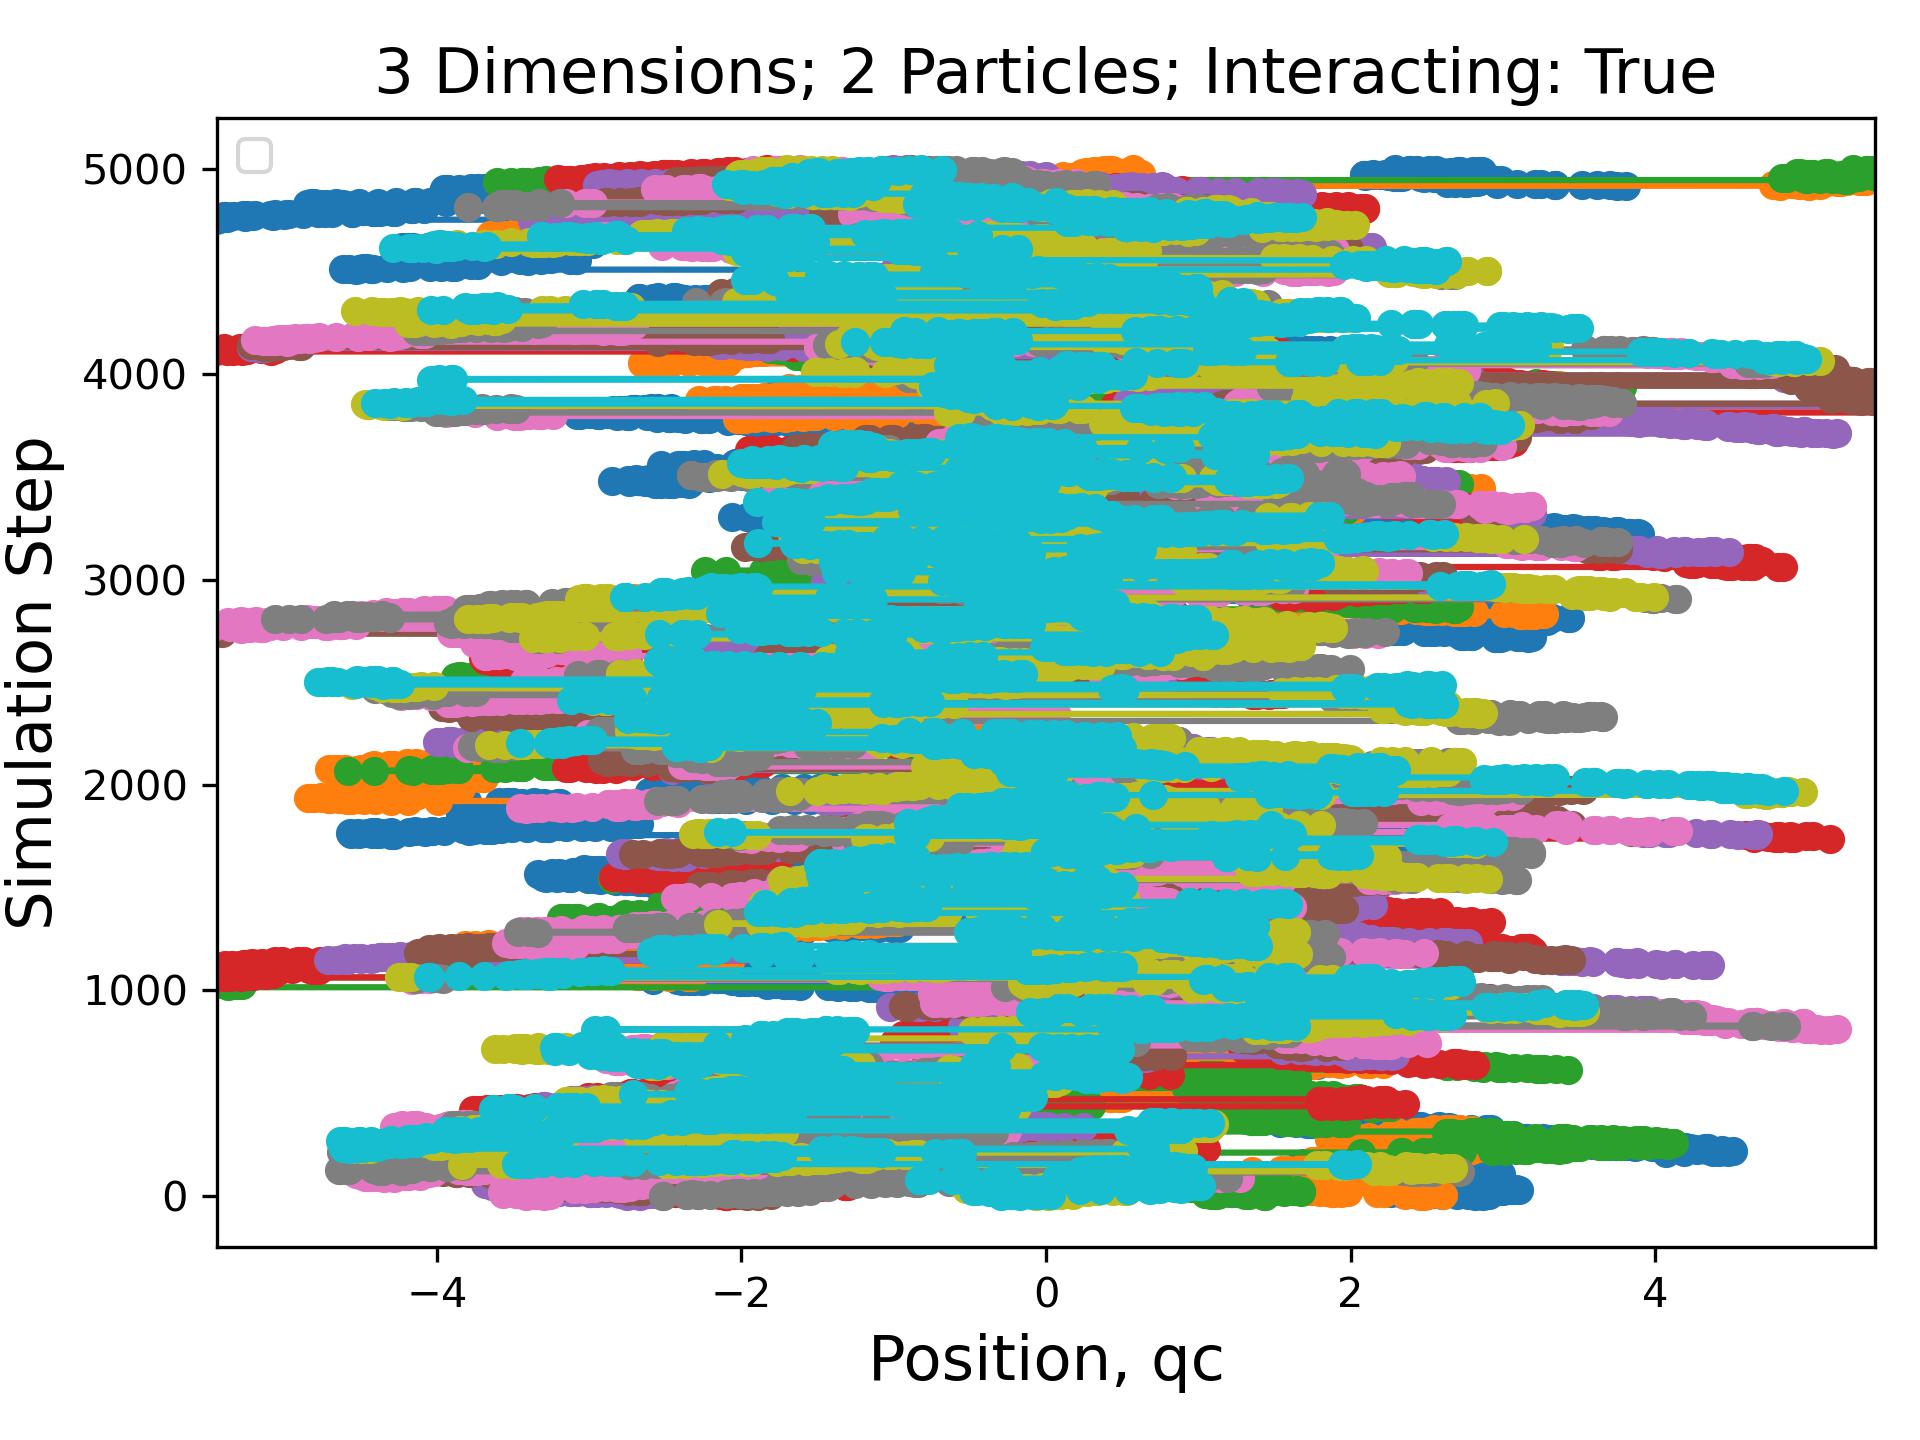 3 Dimensions; 2 Particles; Interacting: True
5000
4000
3000
2000
1000
0
Simulation Step
−4 −2 0 2 4
Position, qc